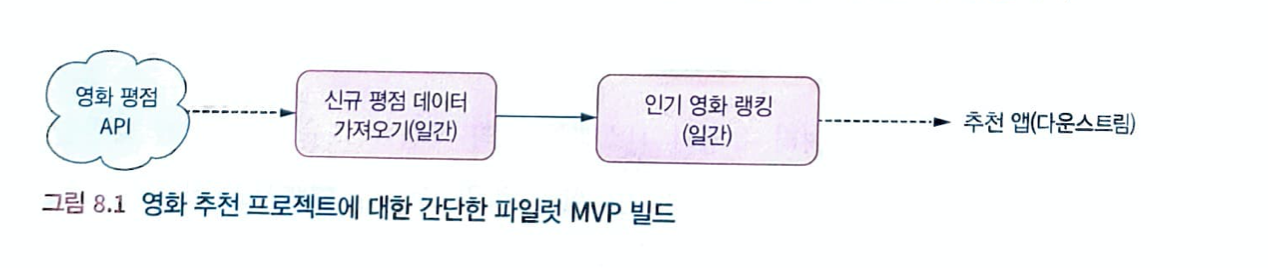 영화 평점
API
신규 평점 데이터
가져오기(일간)
인기 영화 랭킹
(일간)
추천 앱(다운스트림)
그림 8.1 영화 추천 프로젝트에 대한 간단한 파일럿 MVP 빌드